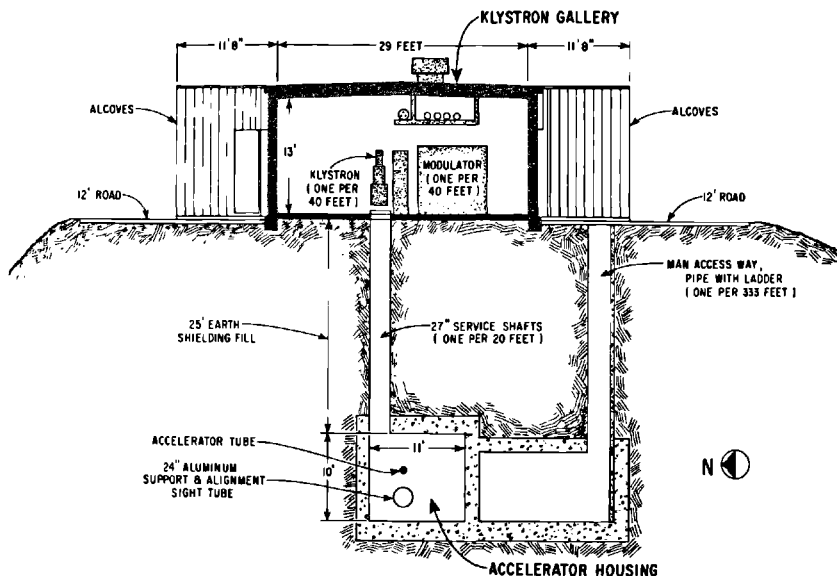 KLYSTRON GALLERY
11'8"
29 FEET
11'8"
ALCOVES
ALCOVES
13'
KLYSTRON
(ONE PER
40 FEET)
MODULATOR
(ONE PER
40 FEET)
12' ROAD
12' ROAD
MAN ACCESS WAY,
PIPE WITH LADDER
(ONE PER 333 FEET)
25' EARTH
SHIELDING FILL
27" SERVICE SHAFTS
(ONE PER 20 FEET)
ACCELERATOR TUBE
11'
10'
24" ALUMINUM
SUPPORT & ALIGNMENT
SIGHT TUBE
N
ACCELERATOR HOUSING